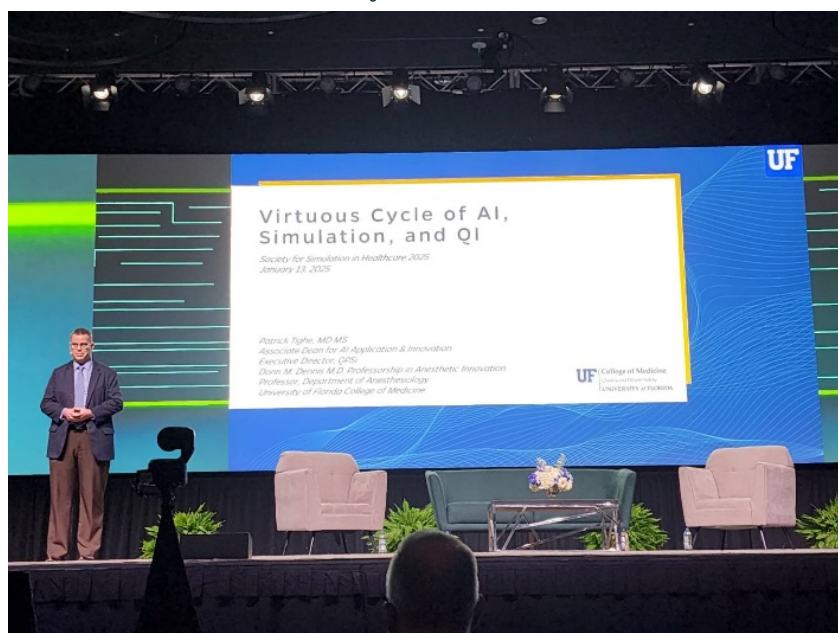 UF
Virtuous Cycle of AI,
Simulation, and QI
Society for Simulation in Healthcare 2025
January 13, 2025
Patrick Tighe, MD MS
Associate Dean for AI Application & Innovation
Executive Director, QPSi
Donn M. Dennis M.D. Professorship in Anesthetic Innovation
Professor, Department of Anesthesiology
University of Florida College of Medicine
UF College of Medicine
UNIVERSITY of FLORIDA